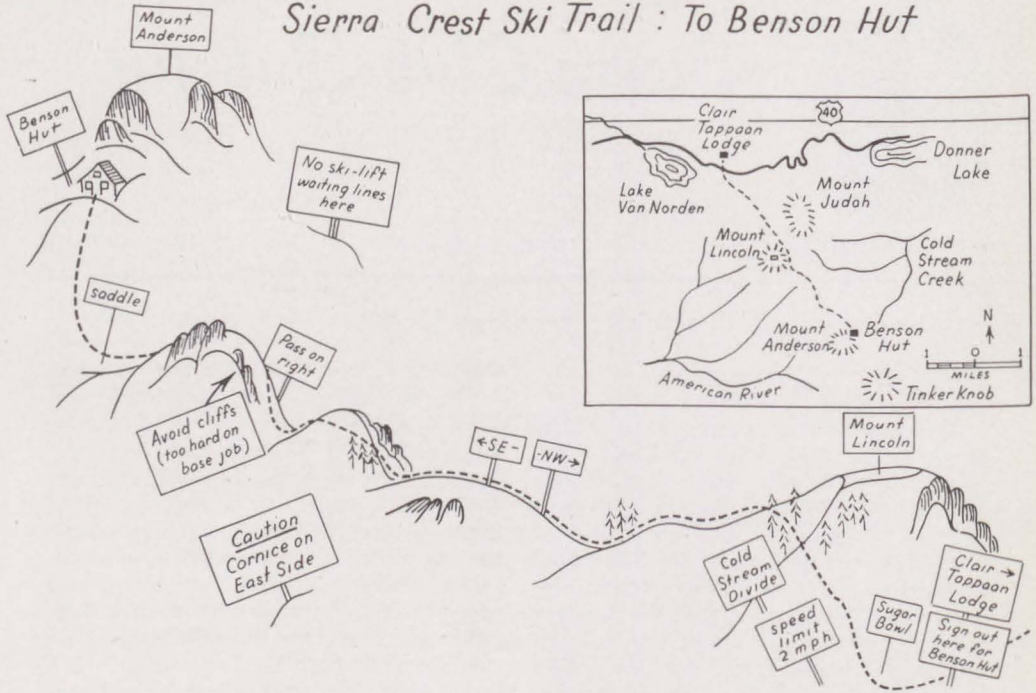 Sierra Crest Ski Trail : To Benson Hut
Mount
Anderson
Benson
Hut
No ski-lift
waiting lines
here
saddle
Pass on
right
Avoid cliffs
(too hard on
base job)
Caution
Cornice on
East Side
←SE-
-NW→
Mount
Lincoln
Cold
Stream
Divide
speed
limit
2 mph
Sugar
Bowl
Clair →
Tappaan
Lodge
Sign out
here for
Benson Hut
40
Clair
Tappaan
Lodge
Donner
Lake
Lake
Van Norden
Mount
Judah
Mount
Lincoln
Cold
Stream
Creek
Mount
Anderson
Benson
Hut
American River
Tinker Knob
N
1 0 1
MILES